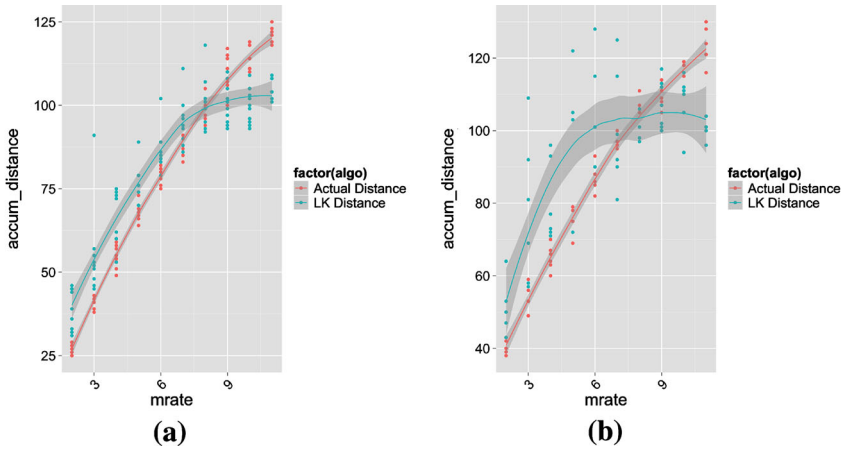 accum_distance
125
100
75
50
25
3
6
9
mrate
factor(algo)
Actual Distance
LK Distance
(a)
accum_distance
120
100
80
60
40
3
6
9
mrate
factor(algo)
Actual Distance
LK Distance
(b)